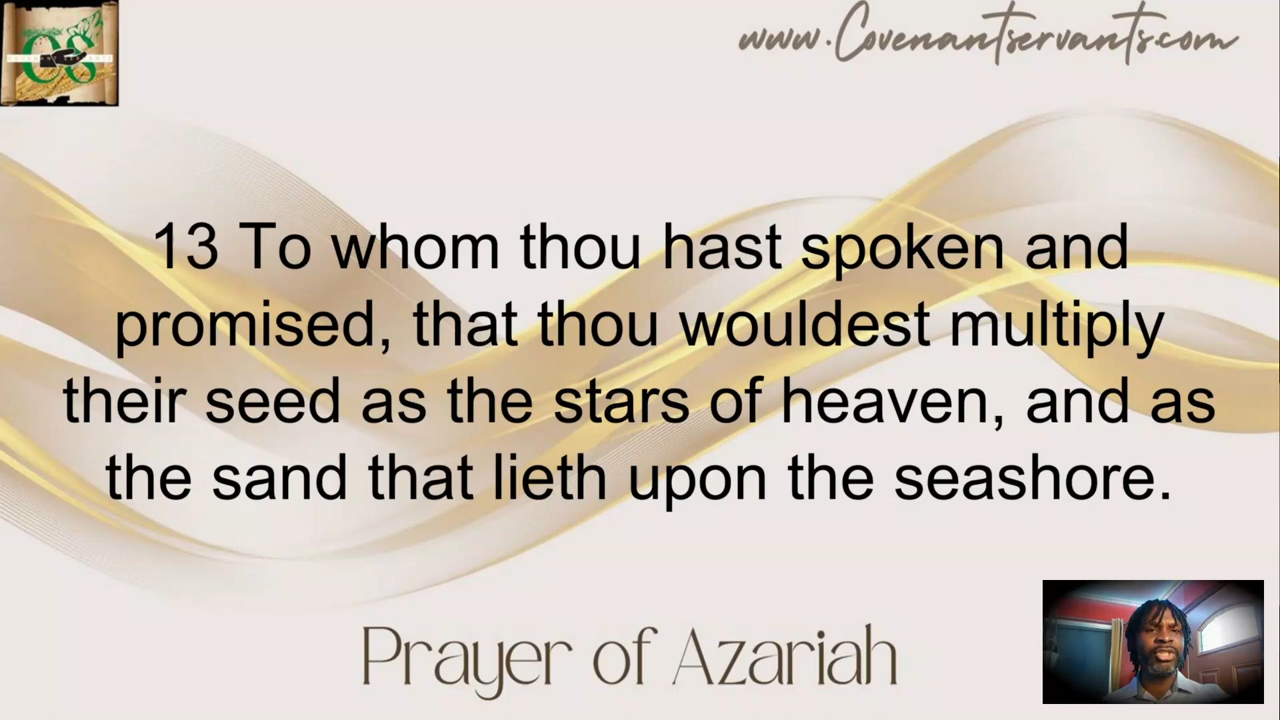 www.Covenantservants.com
CS
13 To whom thou hast spoken and
promised, that thou wouldest multiply
their seed as the stars of heaven, and as
the sand that lieth upon the seashore.
Prayer of Azariah